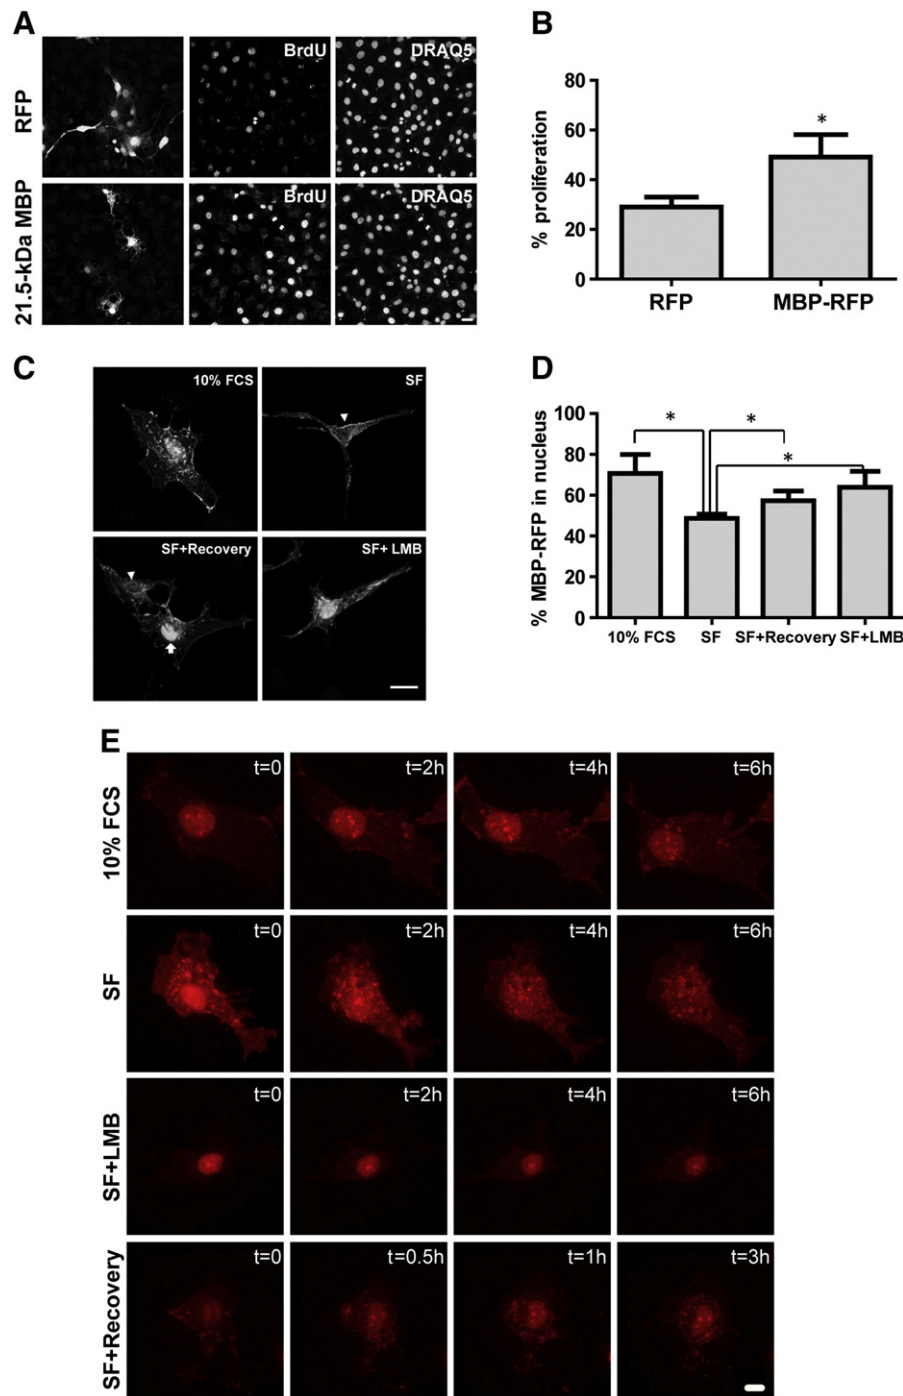 A
RFP
BrdU
DRAQ5
21.5-kDa MBP
BrdU
DRAQ5
B
% proliferation
80
60
40
20
0
*
RFP
MBP-RFP
C
10% FCS
SF
SF+Recovery
SF+ LMB
D
% MBP-RFP in nucleus
100
80
60
40
20
0
*
*
*
10% FCS
SF
SF+Recovery
SF+LMB
E
10% FCS
t=0
t=2h
t=4h
t=6h
SF
t=0
t=2h
t=4h
t=6h
SF+LMB
t=0
t=2h
t=4h
t=6h
SF+Recovery
t=0
t=0.5h
t=1h
t=3h